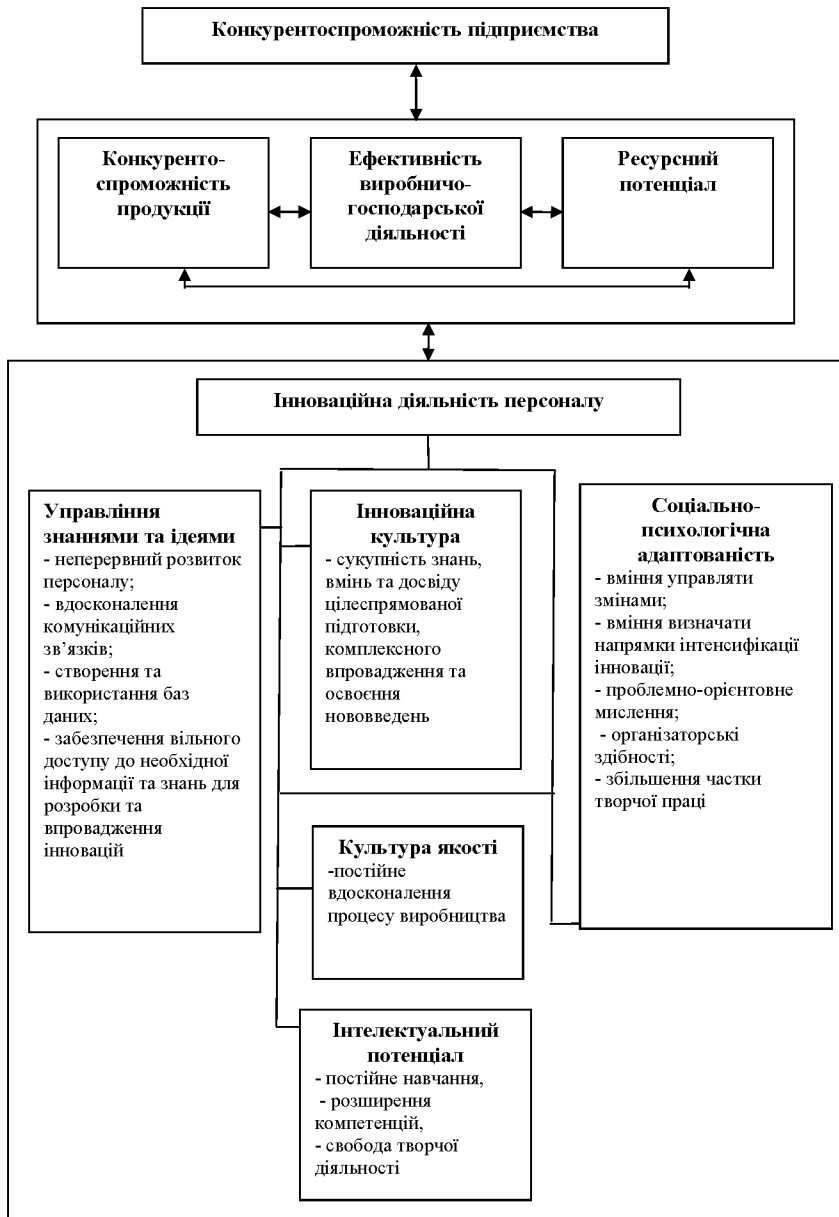 Конкурентоспроможність підприємства
Конкуренто-
спроможність
продукції
Ефективність
виробничо-
господарської
діяльності
Ресурсний
потенціал
Інноваційна діяльність персоналу
Управління
знаннями та ідеями
- неперервний розвиток
персоналу;
- вдосконалення
комунікаційних
зв’язків;
- створення та
використання баз
даних;
- забезпечення вільного
доступу до необхідної
інформації та знань для
розробки та
впровадження
інновацій
Інноваційна
культура
- сукупність знань,
вмінь та досвіду
цілеспрямованої
підготовки,
комплексного
впровадження та
освоєння
нововведень
Соціально-
психологічна
адаптованість
- вміння управляти
змінами;
- вміння визначати
напрямки інтенсифікації
інновації;
- проблемно-орієнтовне
мислення;
- організаторські
здібності;
- збільшення частки
творчої праці
Культура якості
-постійне
вдосконалення
процесу виробництва
Інтелектуальний
потенціал
- постійне навчання,
- розширення
компетенцій,
- свобода творчої
діяльності